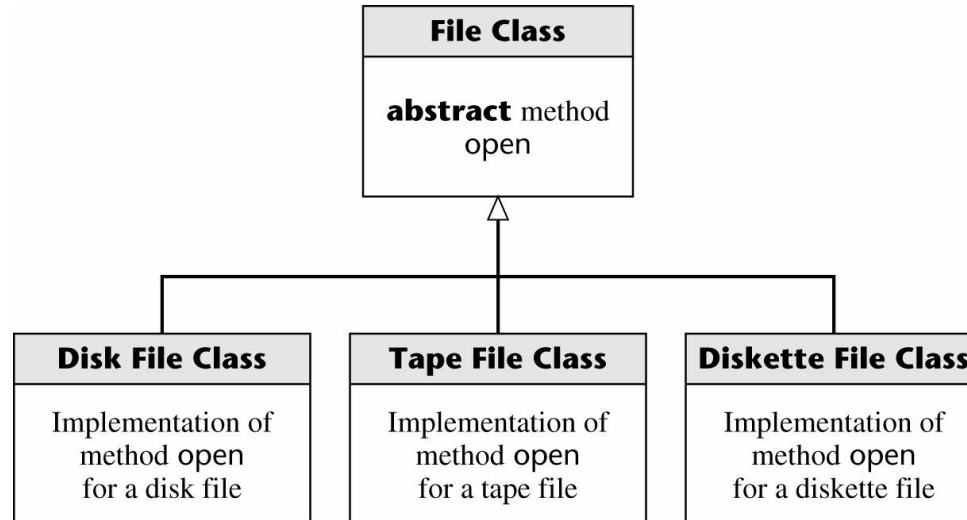 File Class
abstract method
open
Disk File Class
Implementation of
method open
for a disk file
Tape File Class
Implementation of
method open
for a tape file
Diskette File Class
Implementation of
method open
for a diskette file